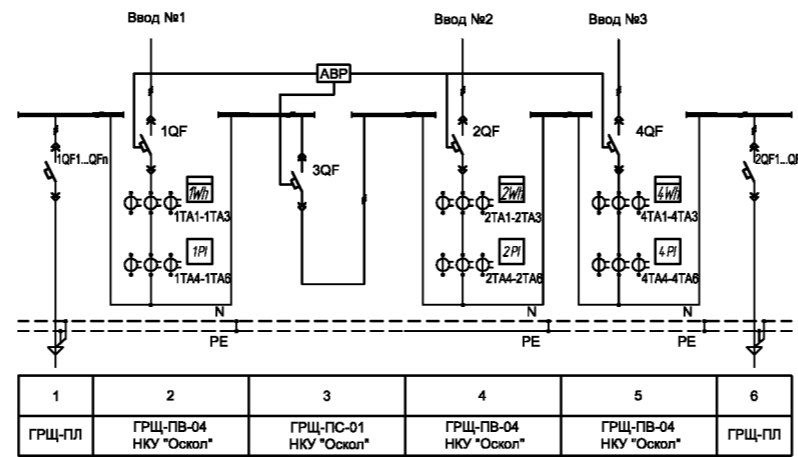 Ввод №1
Ввод №2
Ввод №3
АВР
1QF
2QF
4QF
1QF1...QFn
3QF
2QF1...QF
1Wh
2Wh
4Wh
1TA1-1TA3
2TA1-2TA3
4TA1-4TA3
1PI
2PI
4PI
1TA4-1TA6
2TA4-2TA6
4TA4-4TA6
N
N
N
PE
PE
PE
1 2 3 4 5 6
ГРЩ-ПЛ
ГРЩ-ПВ-04
НКУ "Оскол"
ГРЩ-ПС-01
НКУ "Оскол"
ГРЩ-ПВ-04
НКУ "Оскол"
ГРЩ-ПВ-04
НКУ "Оскол"
ГРЩ-ПЛ